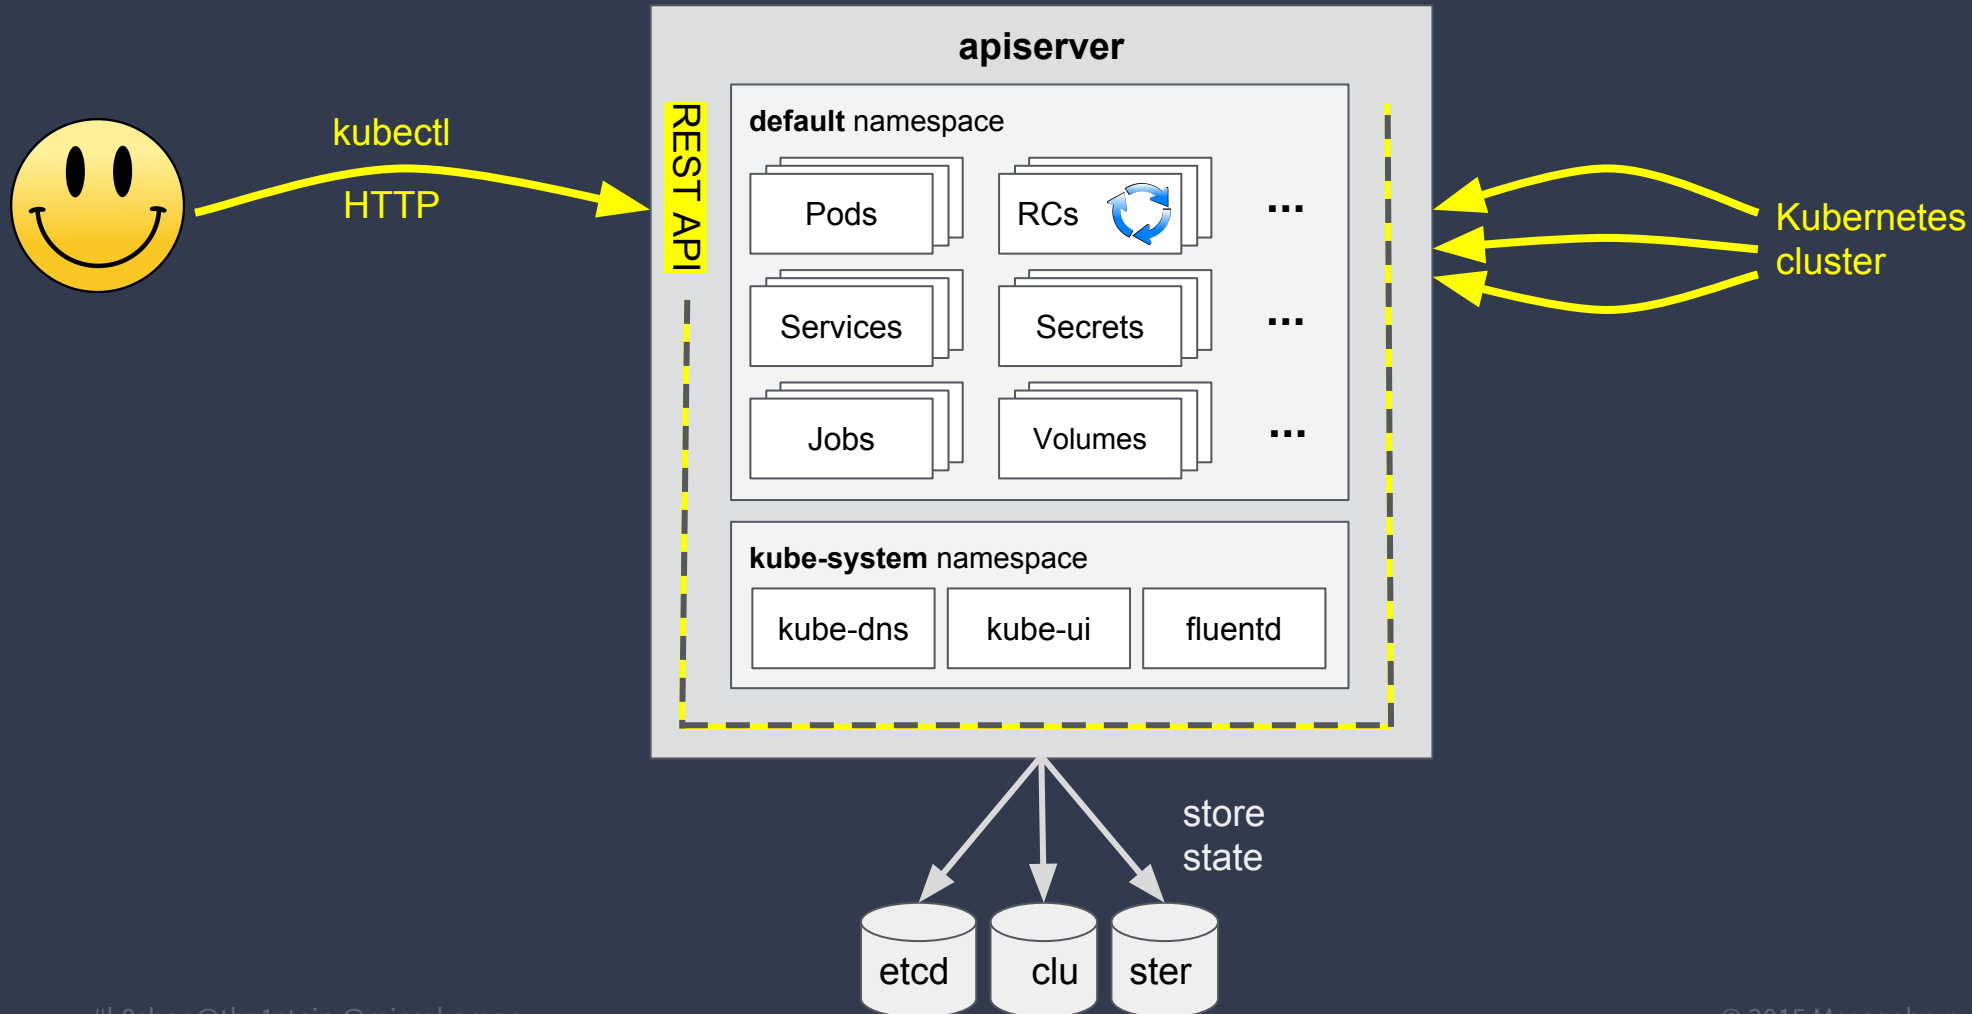 apiserver
kubectl
HTTP
REST API
default namespace
Pods
RCs
...
Services
Secrets
...
Jobs
Volumes
...
Kubernetes
cluster
kube-system namespace
kube-dns
kube-ui
fluentd
store
state
etcd
clu
ster
© 2015